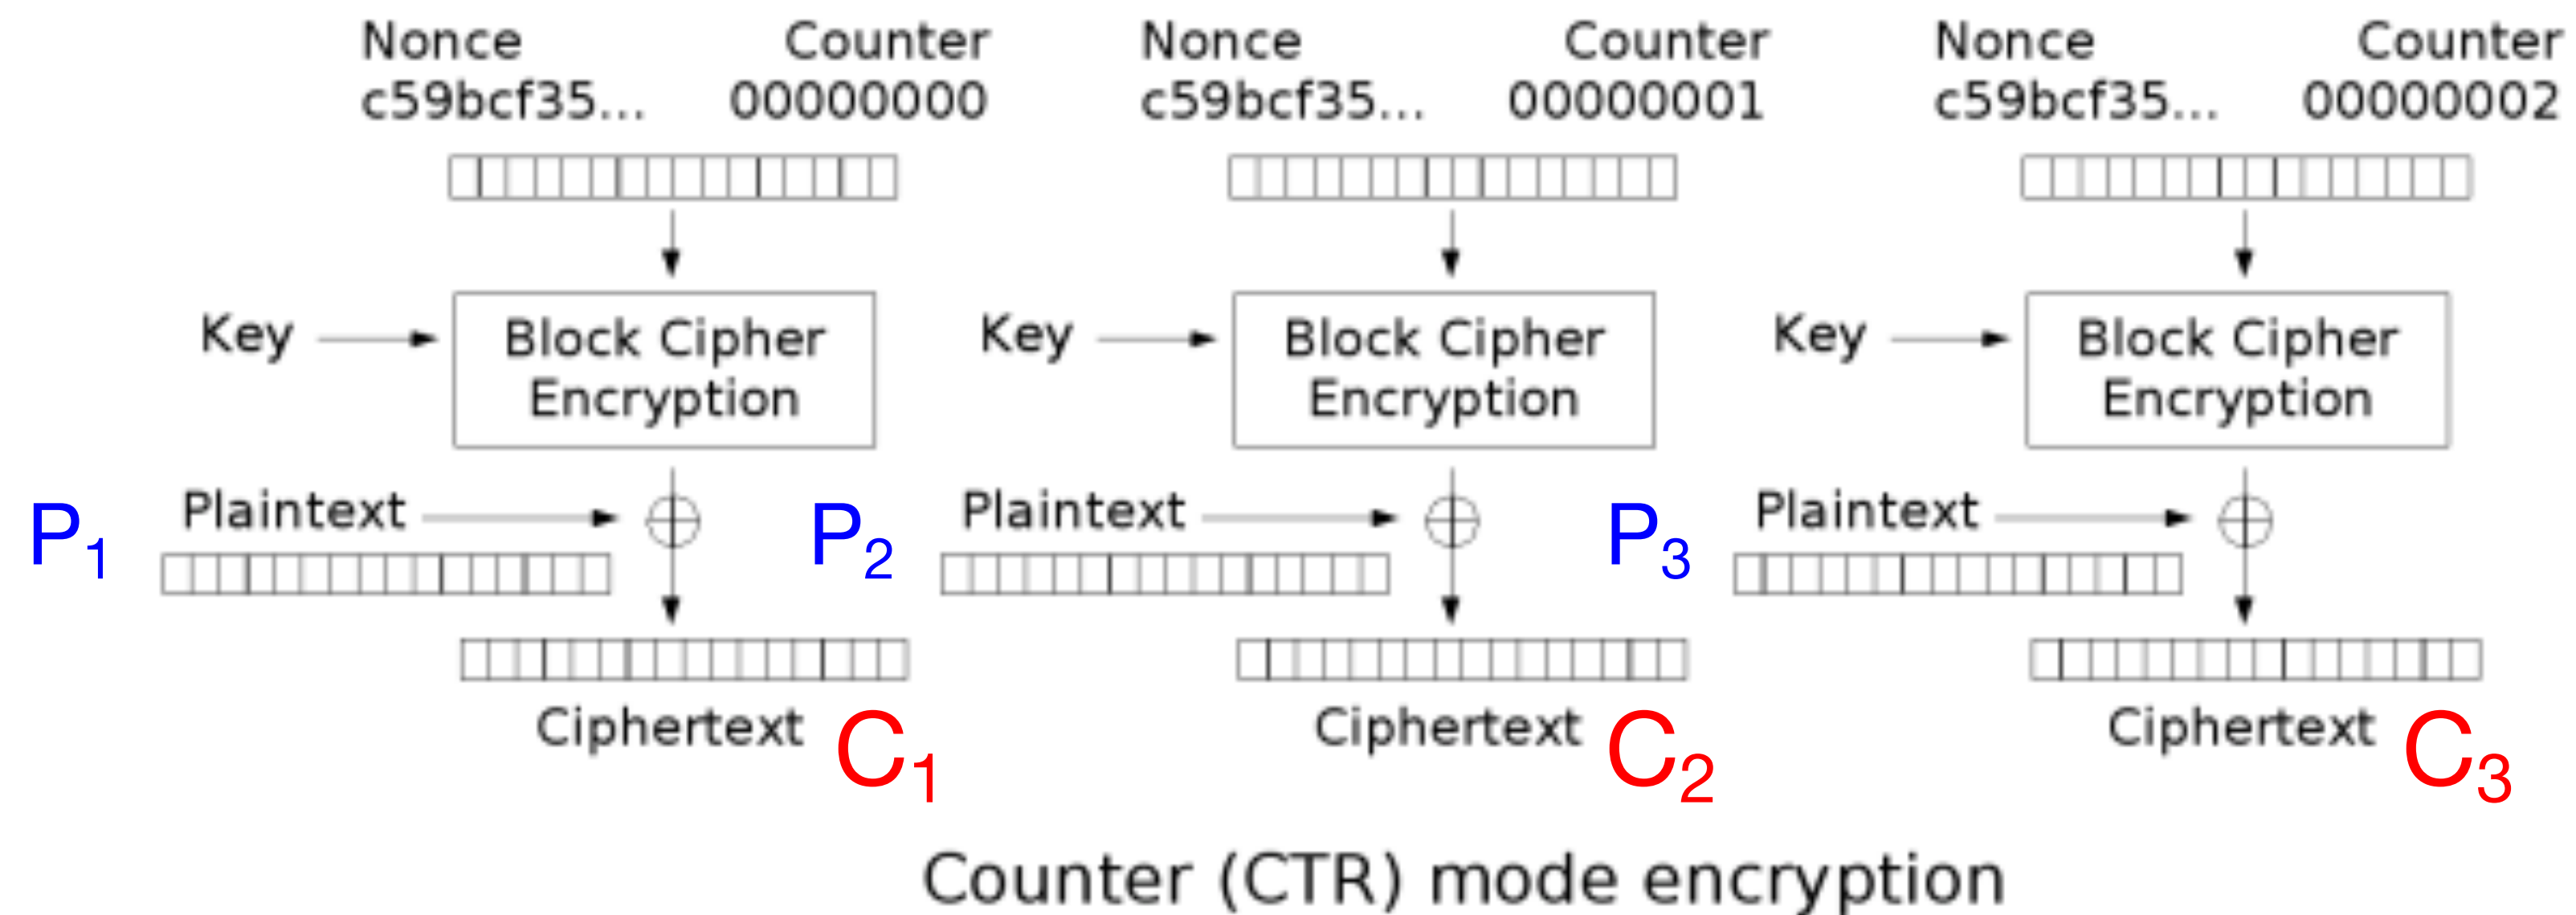 Nonce Counter Nonce Counter Nonce Counter
c59bcf35... 00000000 c59bcf35... 00000001 c59bcf35... 00000002
Key Block Cipher Encryption Key Block Cipher Encryption Key Block Cipher Encryption
P1 Plaintext P2 Plaintext P3 Plaintext
Ciphertext C1 Ciphertext C2 Ciphertext C3
Counter (CTR) mode encryption